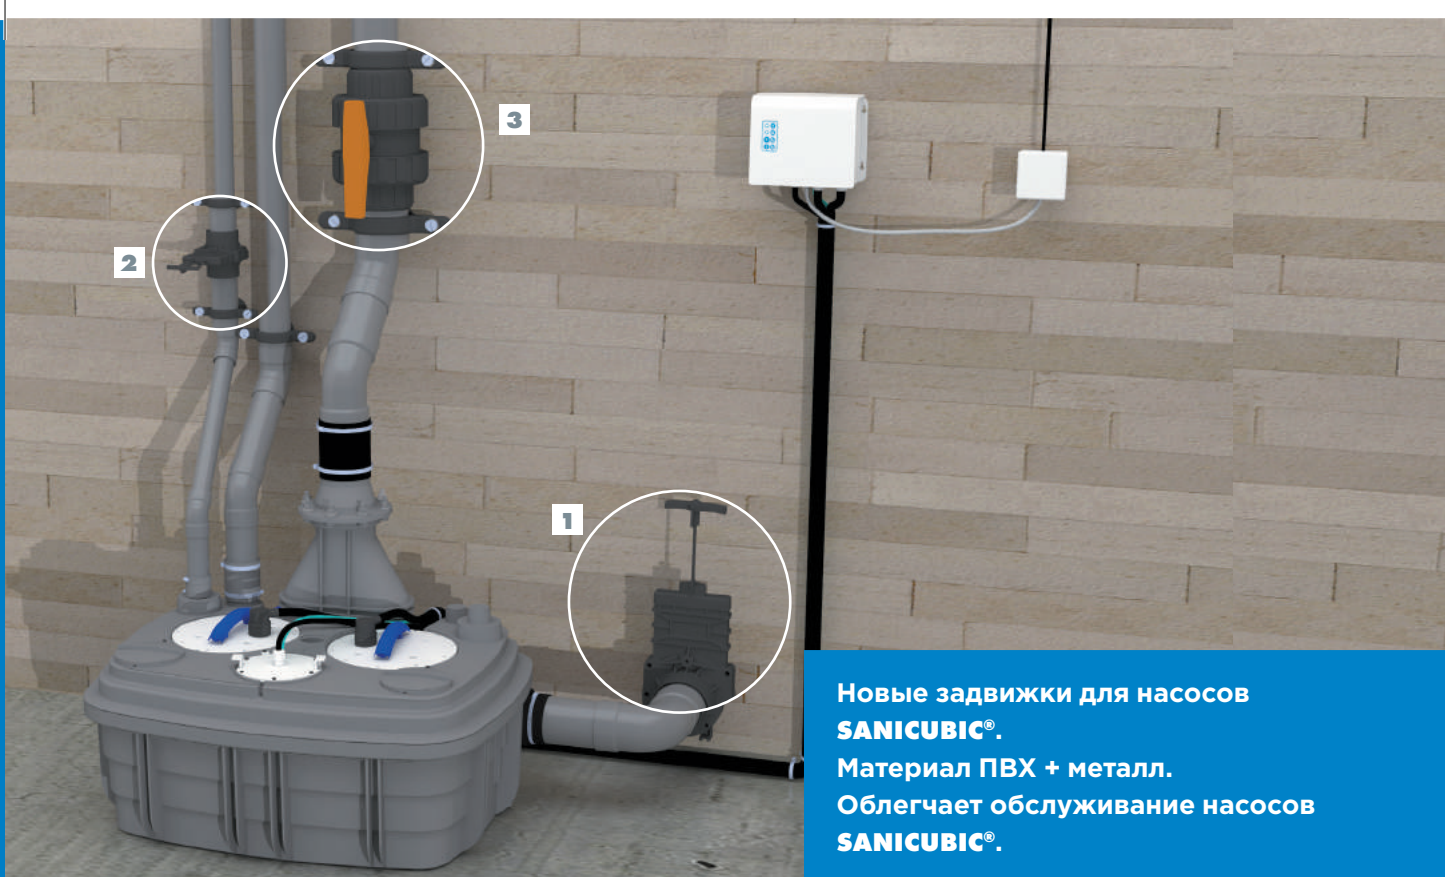 3
2
1
Новые задвижки для насосов
SANICUBIC®.
Материал ПВХ + металл.
Облегчает обслуживание насосов
SANICUBIC®.